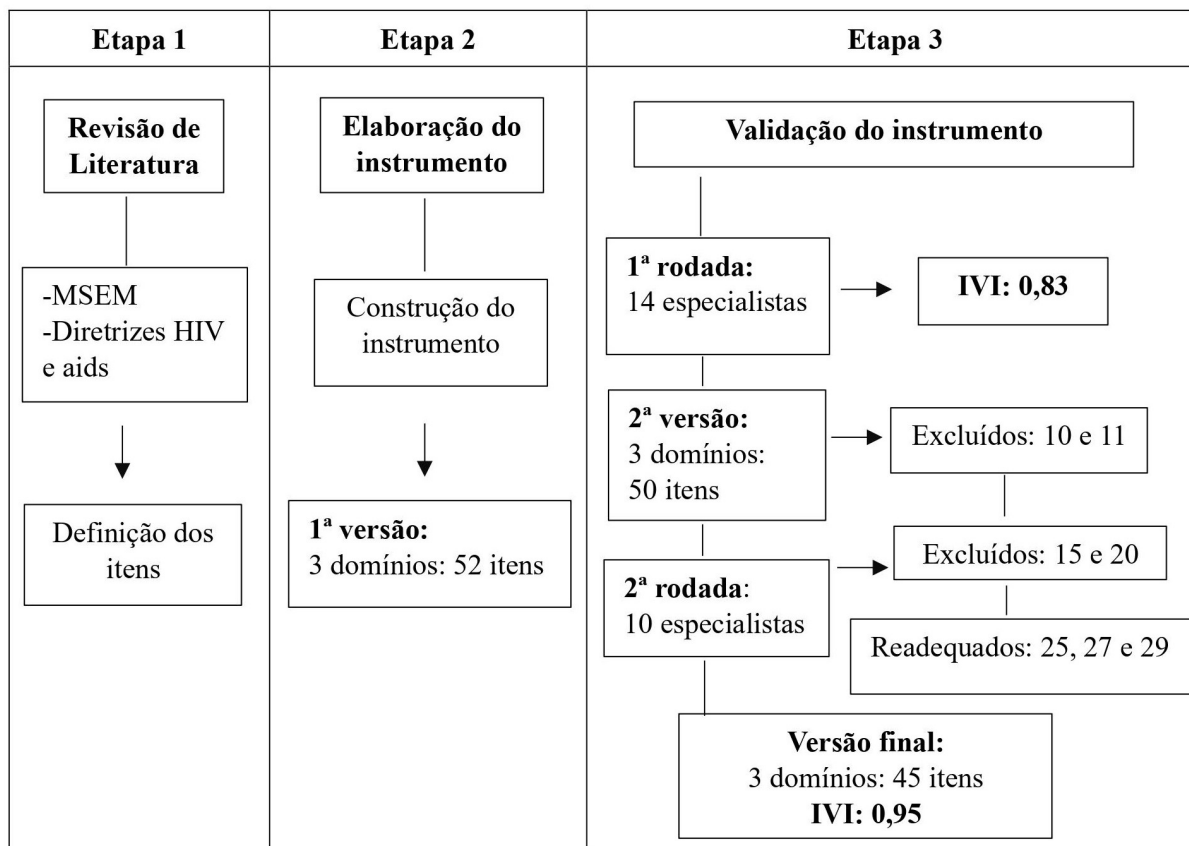 Etapa 1
Revisão de
Literatura
-MSEM
-Diretrizes HIV
e aids
Definição dos
itens
Etapa 2
Elaboração do
instrumento
Construção do
instrumento
1ª versão:
3 domínios: 52 itens
Etapa 3
Validação do instrumento
1ª rodada:
14 especialistas
IVI: 0,83
2ª versão:
3 domínios:
50 itens
Excluídos: 10 e 11
2ª rodada:
10 especialistas
Excluídos: 15 e 20
Readequados: 25, 27 e 29
Versão final:
3 domínios: 45 itens
IVI: 0,95